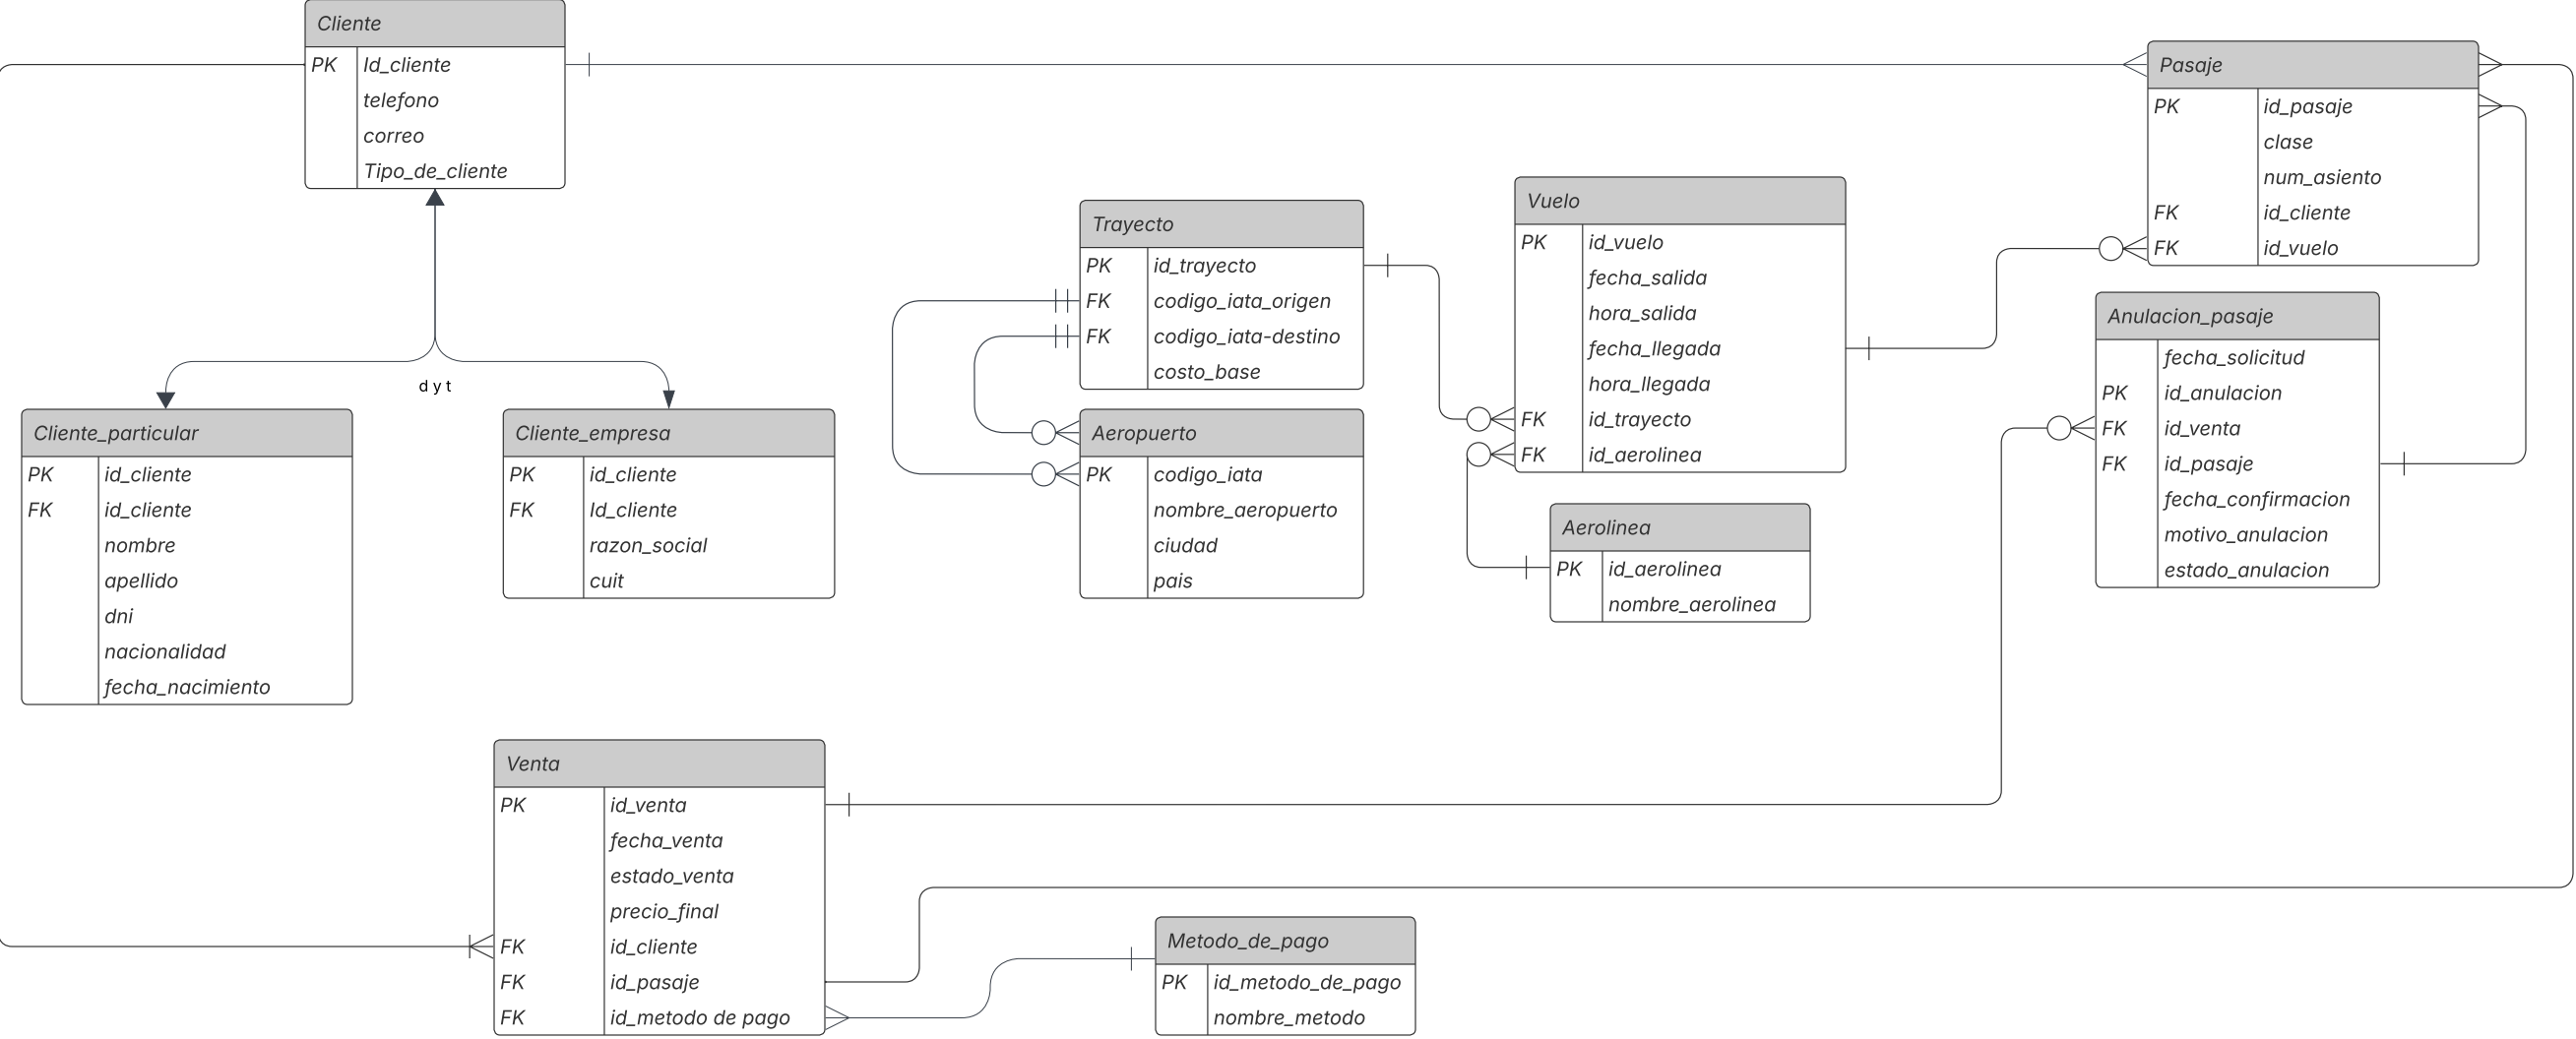 Cliente
PK Id_cliente
telefono
correo
Tipo_de_cliente
d y t
Cliente_particular
PK id_cliente
FK id_cliente
nombre
apellido
dni
nacionalidad
fecha_nacimiento
Cliente_empresa
PK id_cliente
FK Id_cliente
razon_social
cuit
Trayecto
PK id_trayecto
FK codigo_iata_origen
FK codigo_iata-destino
costo_base
Aeropuerto
PK codigo_iata
nombre_aeropuerto
ciudad
pais
Vuelo
PK id_vuelo
fecha_salida
hora_salida
fecha_llegada
hora_llegada
FK id_trayecto
FK id_aerolinea
Aerolinea
PK id_aerolinea
nombre_aerolinea
Pasaje
PK id_pasaje
clase
num_asiento
FK id_cliente
FK id_vuelo
Anulacion_pasaje
fecha_solicitud
PK id_anulacion
FK id_venta
FK id_pasaje
fecha_confirmacion
motivo_anulacion
estado_anulacion
Venta
PK id_venta
fecha_venta
estado_venta
precio_final
FK id_cliente
FK id_pasaje
FK id_metodo de pago
Metodo_de_pago
PK id_metodo_de_pago
nombre_metodo